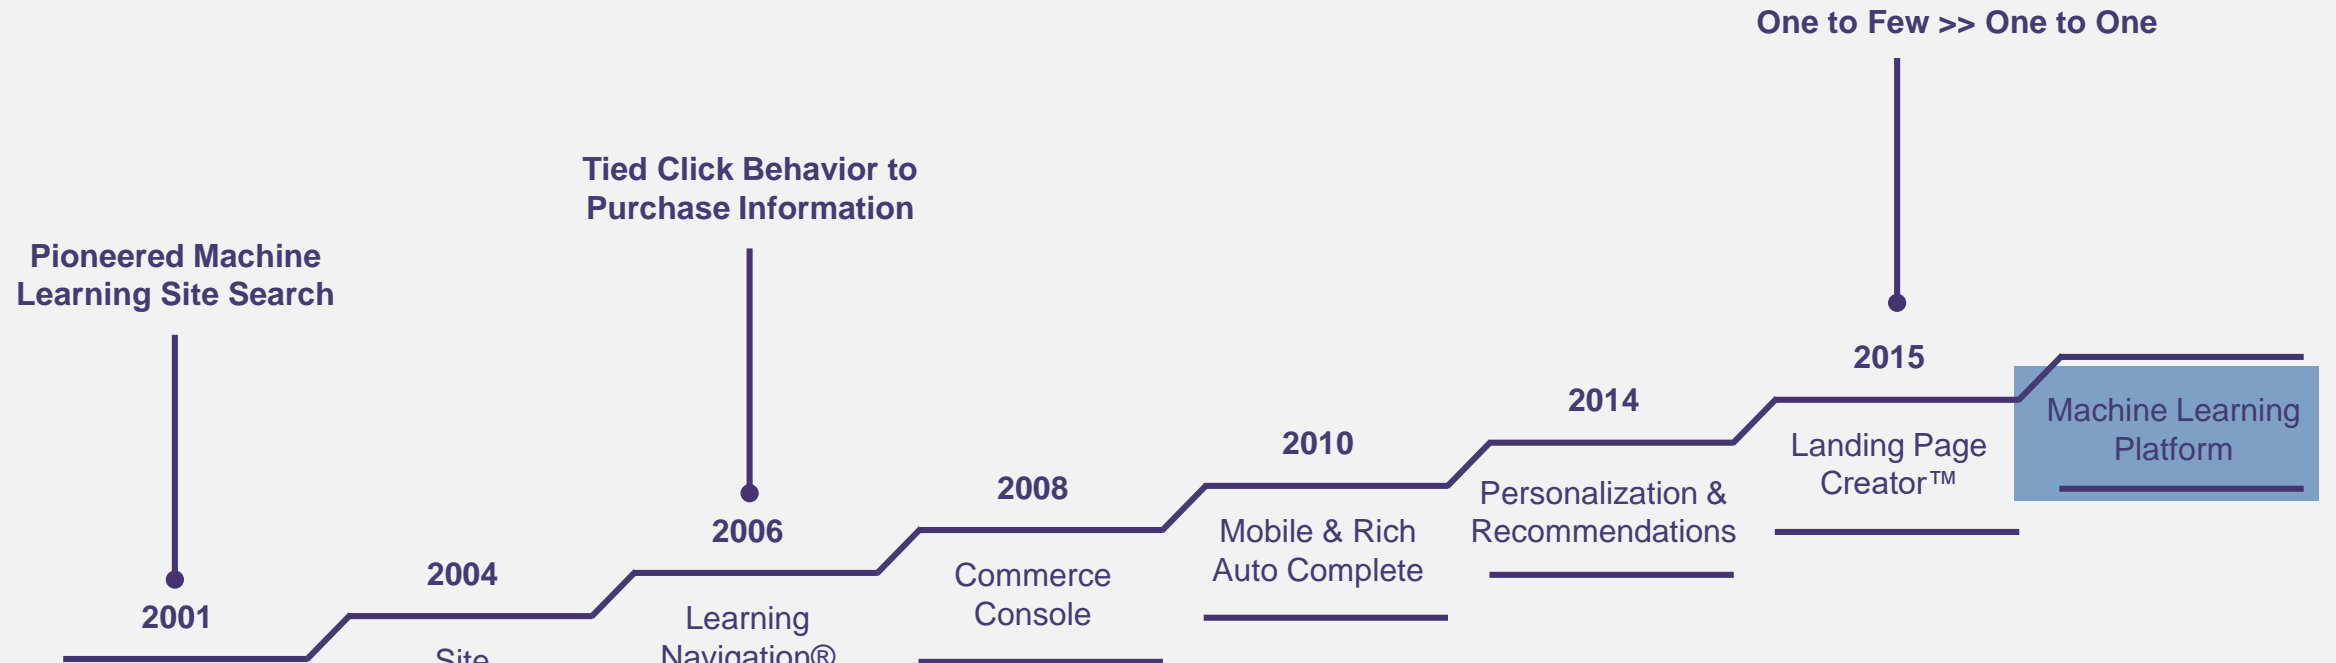 One to Few >> One to One
Tied Click Behavior to
Purchase Information
Pioneered Machine
Learning Site Search
2001
2004
Site
2006
Learning
Navigation®
2008
Commerce
Console
2010
Mobile & Rich
Auto Complete
2014
Personalization &
Recommendations
2015
Landing Page
Creator™
Machine Learning
Platform